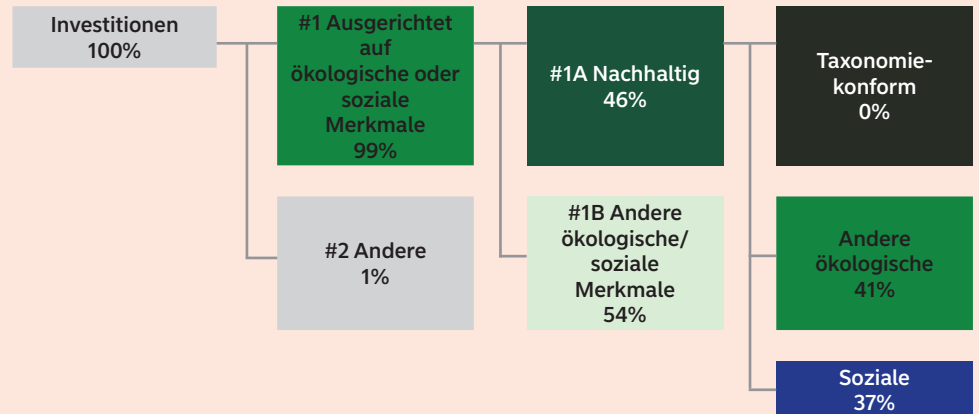 Investitionen
100%
#1 Ausgerichtet
auf
ökologische oder
soziale
Merkmale
99%
#2 Andere
1%
#1A Nachhaltig
46%
#1B Andere
ökologische/
soziale
Merkmale
54%
Taxonomie-
konform
0%
Andere
ökologische
41%
Soziale
37%